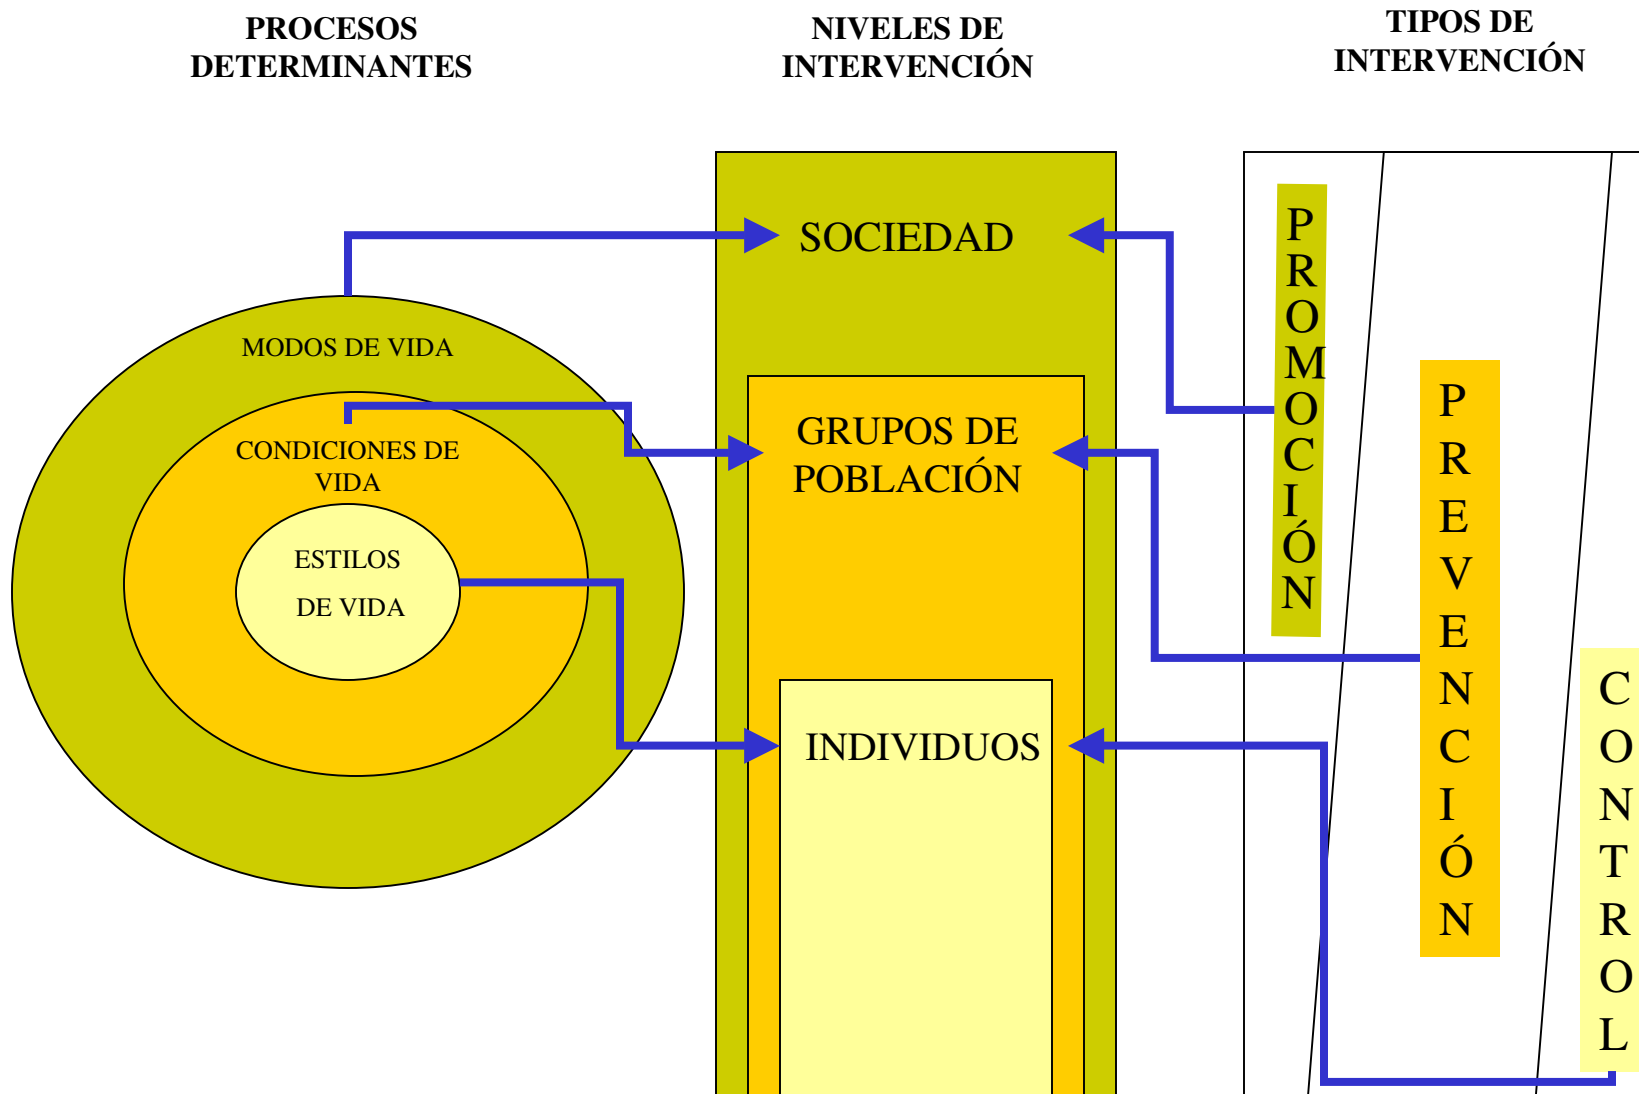 PROCESOS
DETERMINANTES
NIVELES DE
INTERVENCIÓN
TIPOS DE
INTERVENCIÓN
MODOS DE VIDA
CONDICIONES DE
VIDA
ESTILOS
DE VIDA
SOCIEDAD
GRUPOS DE
POBLACIÓN
INDIVIDUOS
PROMOCIÓN
PREVENCIÓN
CONTROL